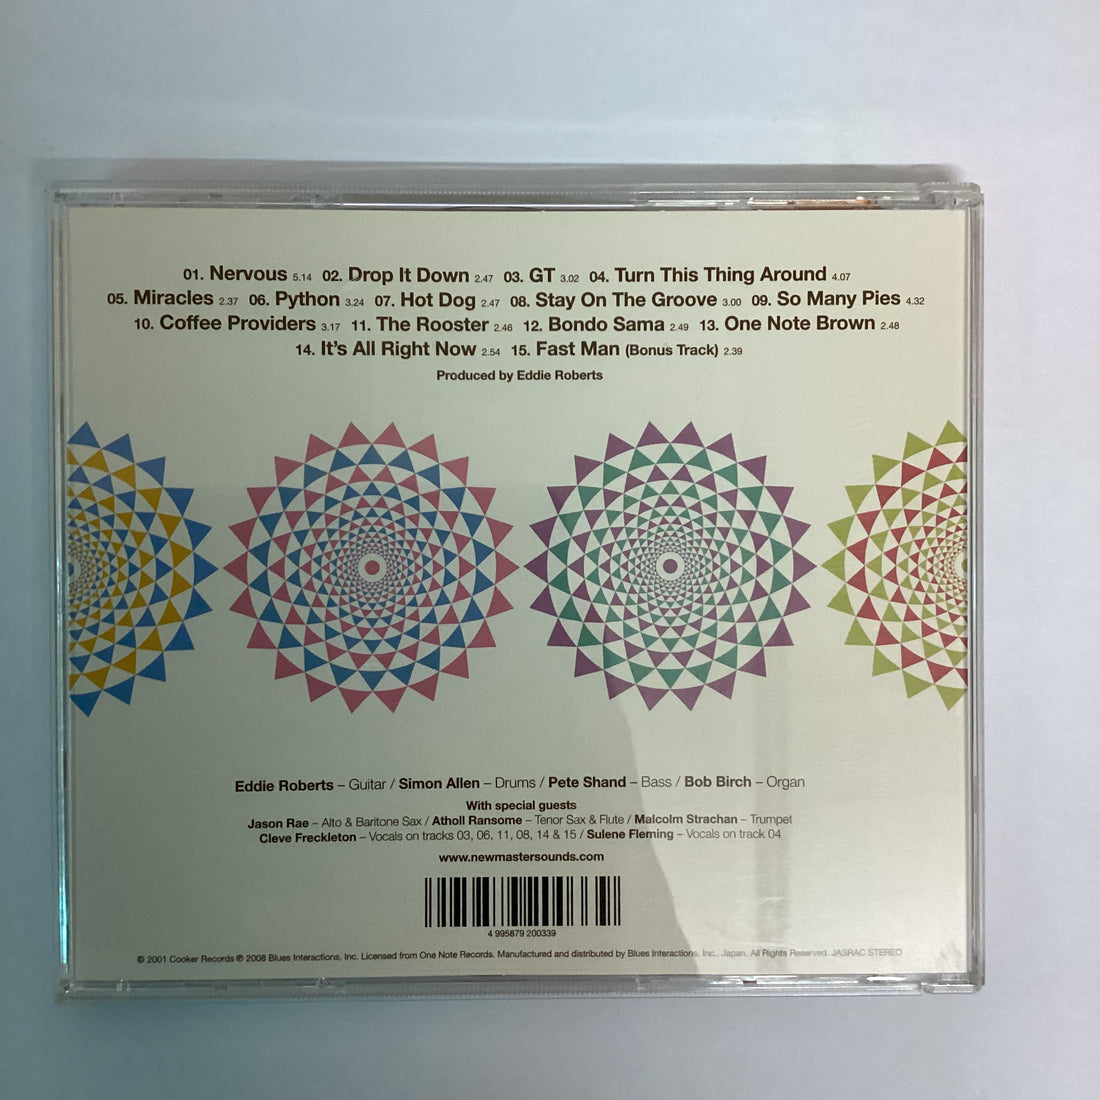 01. Nervous 5.14 02. Drop It Down 2.47 03. GT 3.02 04. Turn This Thing Around 4.07
05. Miracles 2.37 06. Python 3.24 07. Hot Dog 2.47 08. Stay On The Groove 3.00 09. So Many Pies 4.32
10. Coffee Providers 3.17 11. The Rooster 2.46 12. Bondo Sama 2.49 13. One Note Brown 2.48
14. It's All Right Now 2.54 15. Fast Man (Bonus Track) 2.39
Produced by Eddie Roberts
Eddie Roberts – Guitar / Simon Allen – Drums / Pete Shand – Bass / Bob Birch – Organ
With special guests
Jason Rae – Alto & Baritone Sax / Atholl Ransome – Tenor Sax & Flute / Malcolm Strachan – Trumpet
Cleve Freckleton – Vocals on tracks 03, 06, 11, 08, 14 & 15 / Sulene Fleming – Vocals on track 04
www.newmastersounds.com
4 995879 200339
© 2001 Cooker Records ℗ 2008 Blues Interactions, Inc. Licensed from One Note Records. Manufactured and distributed by Blues Interactions, Inc., Japan. All Rights Reserved. JASRAC STEREO